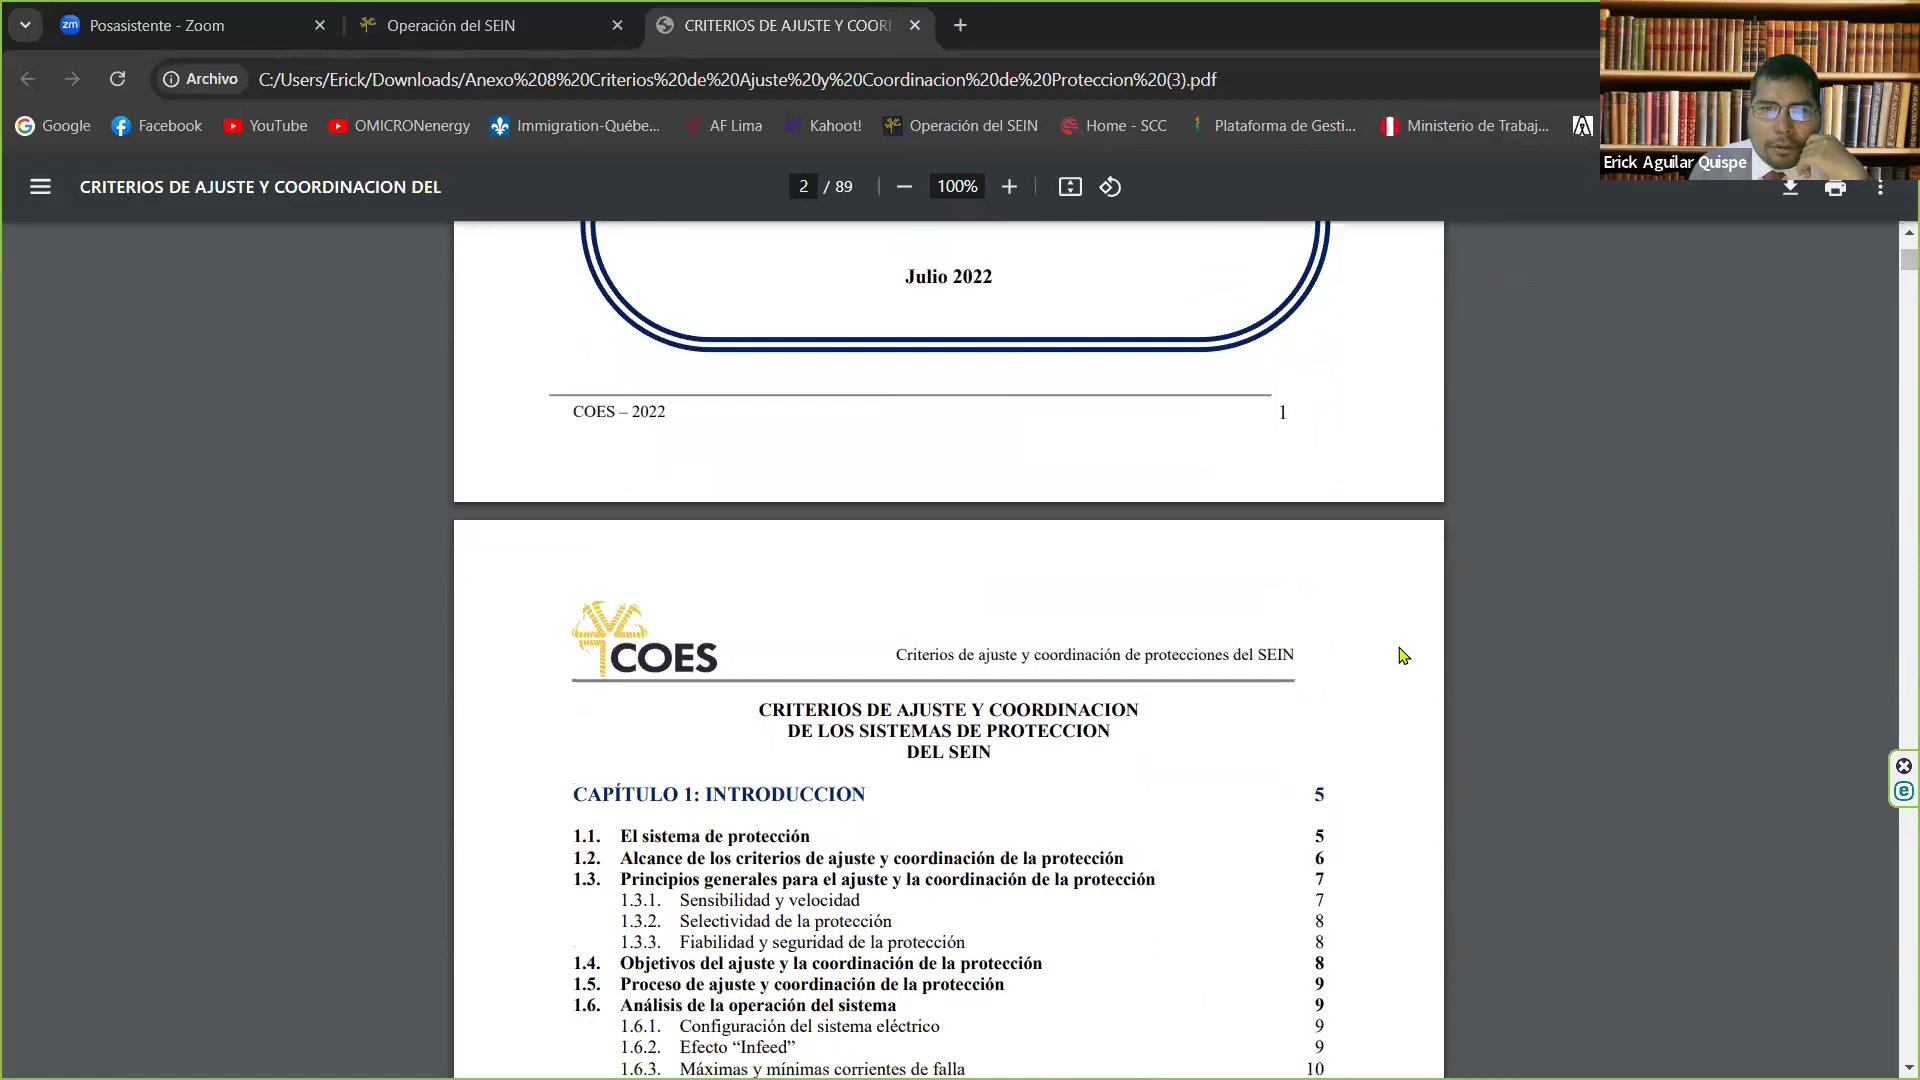 zm Posasistente - Zoom
Operación del SEIN
CRITERIOS DE AJUSTE Y COORI
Archivo C:/Users/Erick/Downloads/Anexo%208%20Criterios%20de%20Ajuste%20y%20Coordinacion%20de%20Proteccion%20(3).pdf
Google Facebook YouTube OMICRONenergy Immigration-Québe... AF Lima Kahoot! Operación del SEIN Home - SCC Plataforma de Gesti... Ministerio de Trabaj...
Erick Aguilar Quispe
CRITERIOS DE AJUSTE Y COORDINACION DEL
2 / 89 100%
Julio 2022
COES – 2022 1
COES
Criterios de ajuste y coordinación de protecciones del SEIN
CRITERIOS DE AJUSTE Y COORDINACION
DE LOS SISTEMAS DE PROTECCION
DEL SEIN
CAPÍTULO 1: INTRODUCCION 5
1.1. El sistema de protección 5
1.2. Alcance de los criterios de ajuste y coordinación de la protección 6
1.3. Principios generales para el ajuste y la coordinación de la protección 7
1.3.1. Sensibilidad y velocidad 7
1.3.2. Selectividad de la protección 8
1.3.3. Fiabilidad y seguridad de la protección 8
1.4. Objetivos del ajuste y la coordinación de la protección 8
1.5. Proceso de ajuste y coordinación de la protección 9
1.6. Análisis de la operación del sistema 9
1.6.1. Configuración del sistema eléctrico 9
1.6.2. Efecto “Infeed” 9
1.6.3. Máximas y mínimas corrientes de falla 10